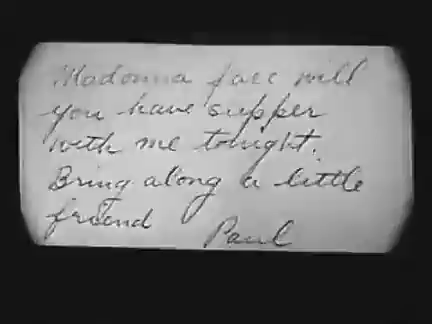 Madonna face will
you have supper
with me tonight.
Bring along a little
friend Paul